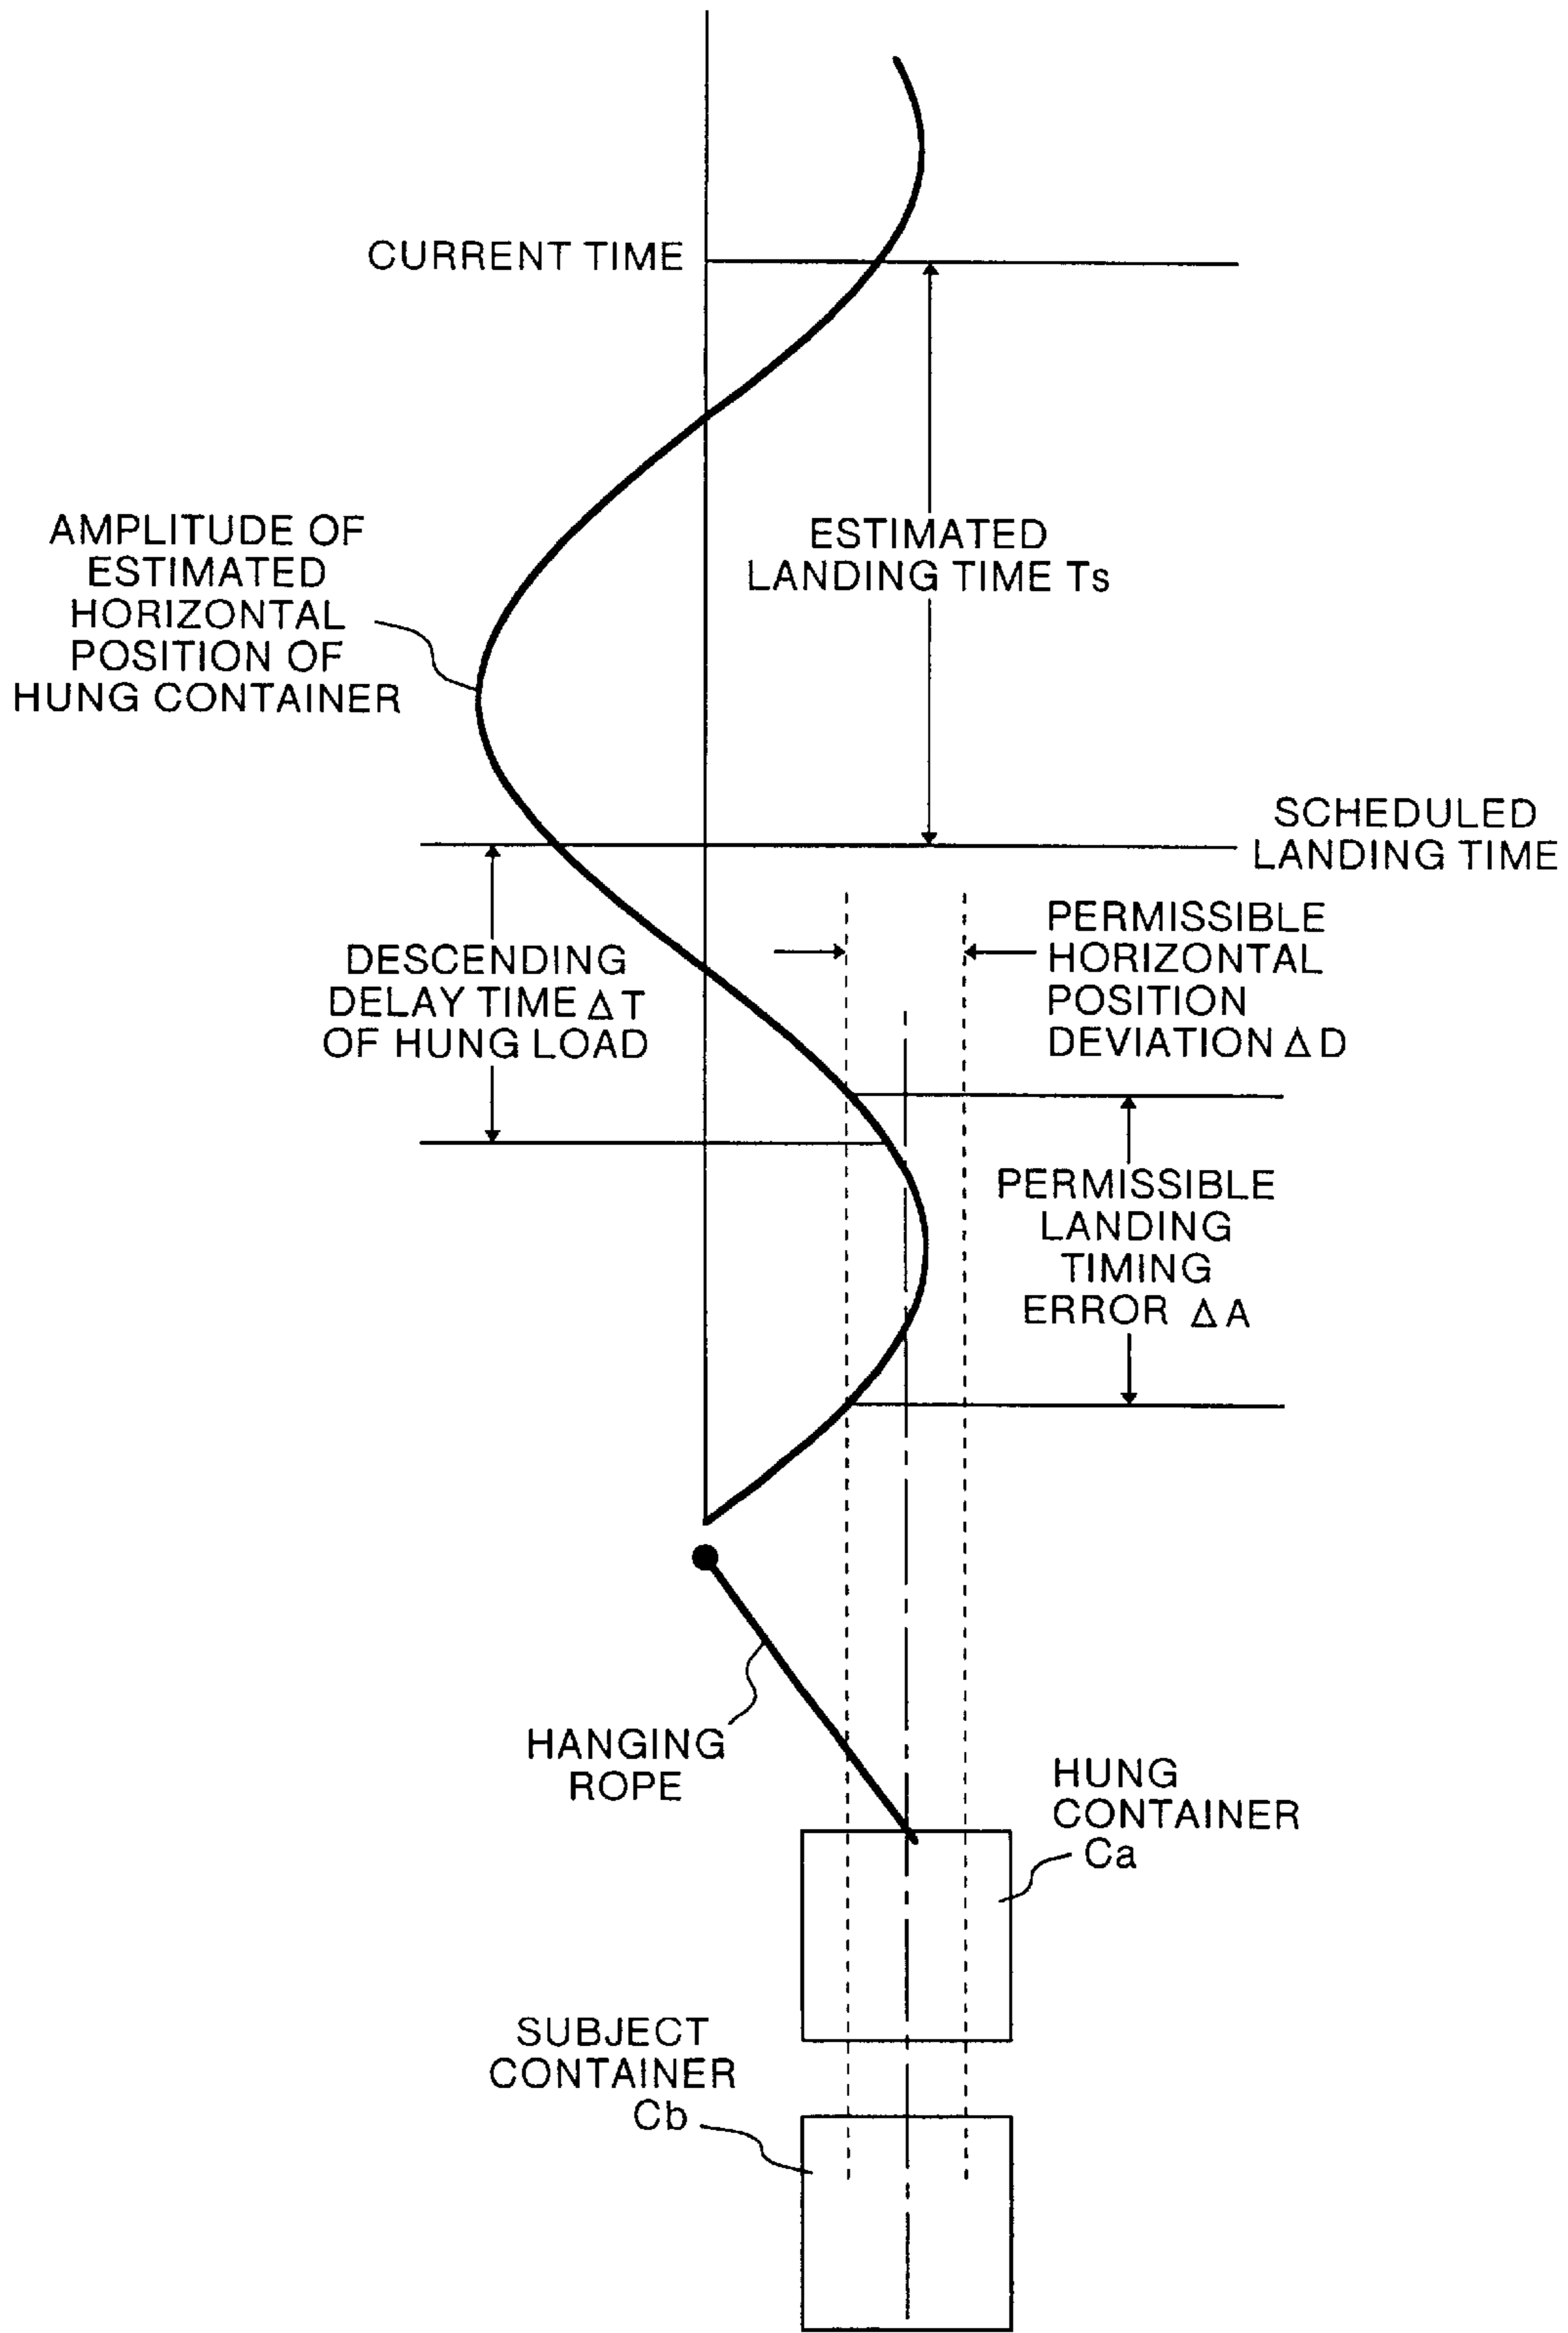 CURRENT TIME
AMPLITUDE OF
ESTIMATED
HORIZONTAL
POSITION OF
HUNG CONTAINER
ESTIMATED
LANDING TIME Ts
SCHEDULED
LANDING TIME
DESCENDING
DELAY TIME ΔT
OF HUNG LOAD
PERMISSIBLE
HORIZONTAL
POSITION
DEVIATION ΔD
PERMISSIBLE
LANDING
TIMING
ERROR ΔA
HANGING
ROPE
HUNG
CONTAINER
Ca
SUBJECT
CONTAINER
Cb